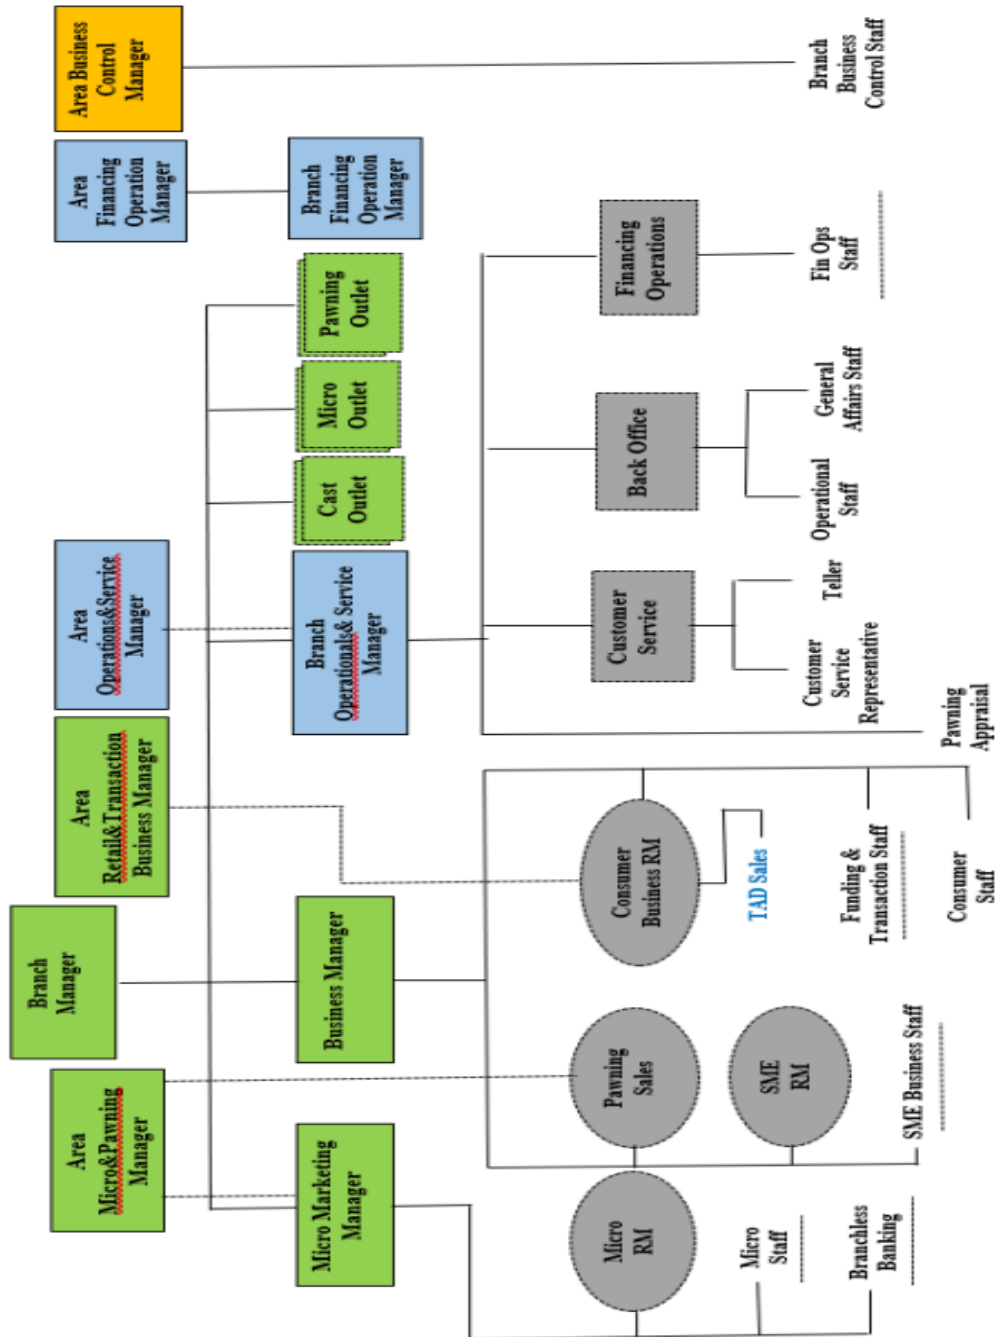 Branch
Manager
Area
Micro&Pawning
Manager
Area
Retail&Transaction
Business Manager
Area
Operations&Service
Manager
Area
Financing
Operation
Manager
Area Business
Control
Manager
Micro Marketing
Manager
Business Manager
Branch
Operationals& Service
Manager
Cast
Outlet
Micro
Outlet
Pawning
Outlet
Branch
Financing
Operation
Manager
Micro
RM
Pawning
Sales
Consumer
Business RM
Customer
Service
Back Office
Financing
Operations
Micro
Staff
SME
RM
TAD Sales
Customer
Service
Representative
Teller
Operational
Staff
General
Affairs Staff
Fin Ops
Staff
Branch
Business
Control Staff
Branchless
Banking
SME Business Staff
Funding &
Transaction Staff
Consumer
Staff
Pawning
Appraisal